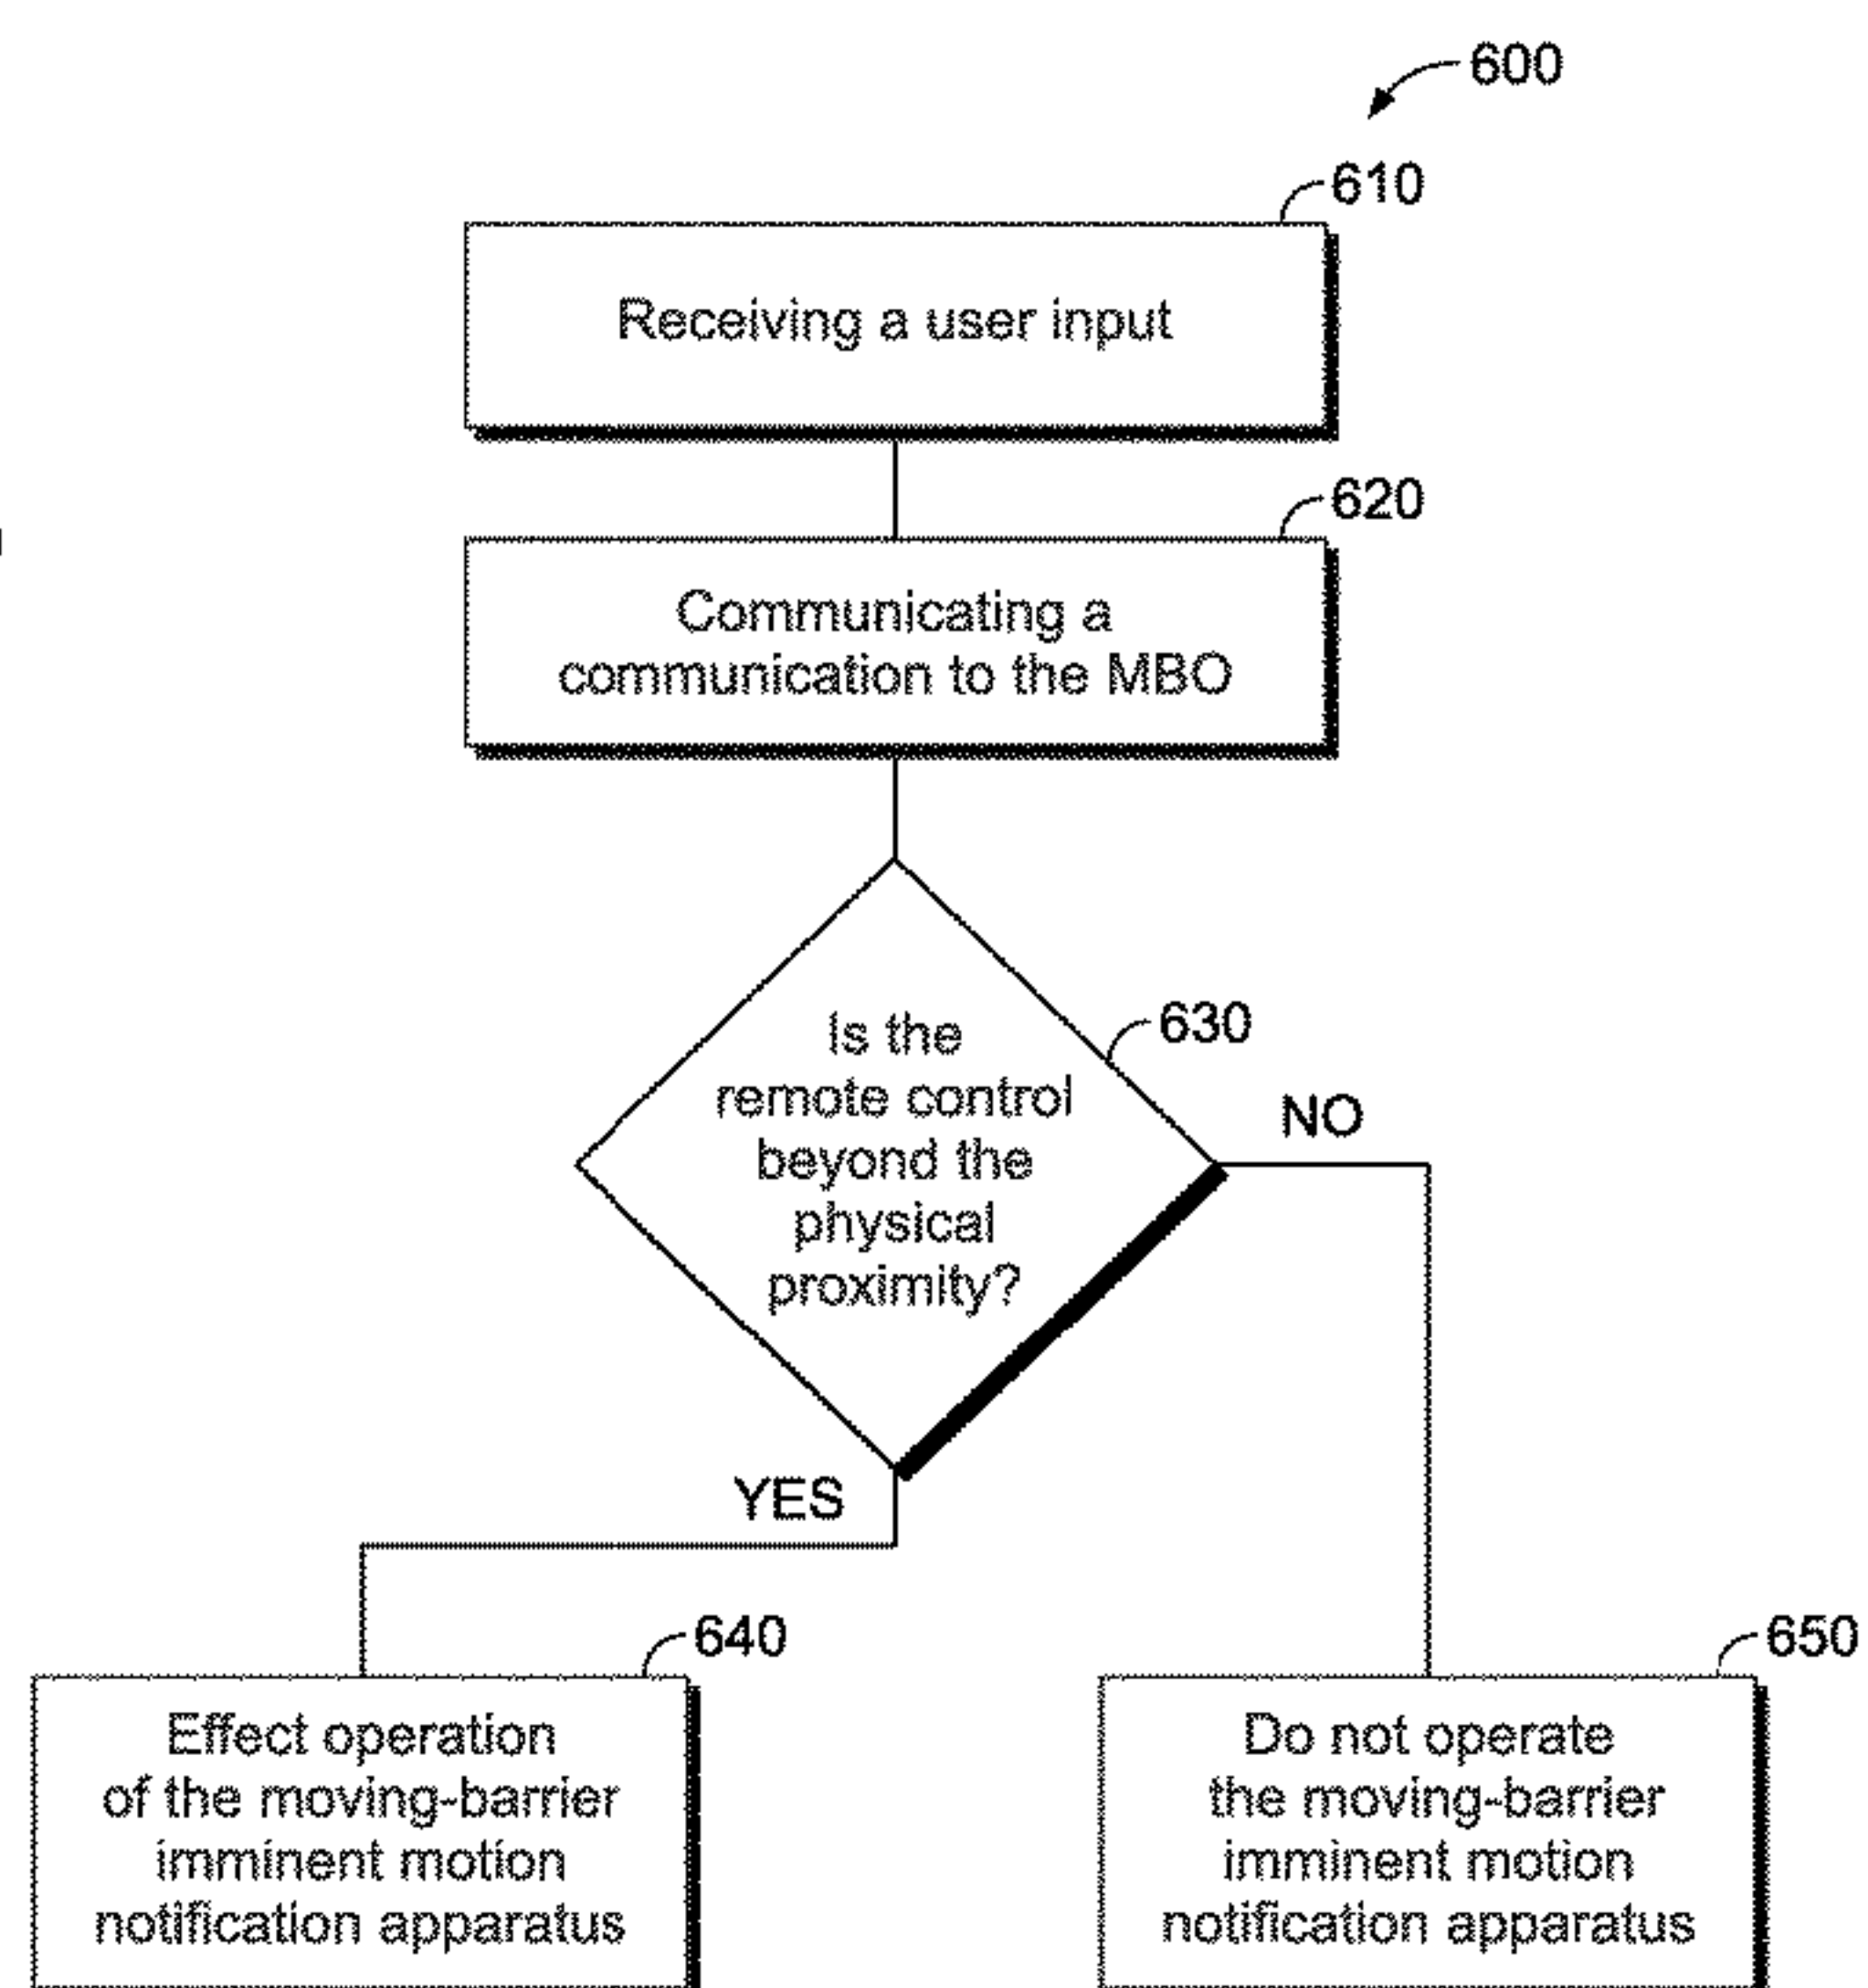 600
610
Receiving a user input
620
Communicating a
communication to the MBO
630
Is the
remote control
beyond the
physical
proximity?
NO
YES
640
Effect operation
of the moving-barrier
imminent motion
notification apparatus
650
Do not operate
the moving-barrier
imminent motion
notification apparatus